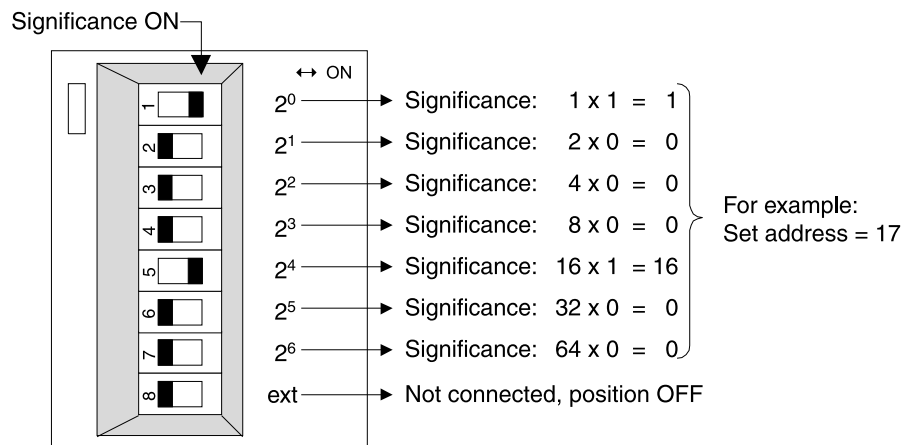 Significance ON
↔ ON
1 2⁰ Significance: 1 x 1 = 1
2 2¹ Significance: 2 x 0 = 0
3 2² Significance: 4 x 0 = 0
4 2³ Significance: 8 x 0 = 0
5 2⁴ Significance: 16 x 1 = 16
6 2⁵ Significance: 32 x 0 = 0
7 2⁶ Significance: 64 x 0 = 0
8 ext Not connected, position OFF
For example:
Set address = 17